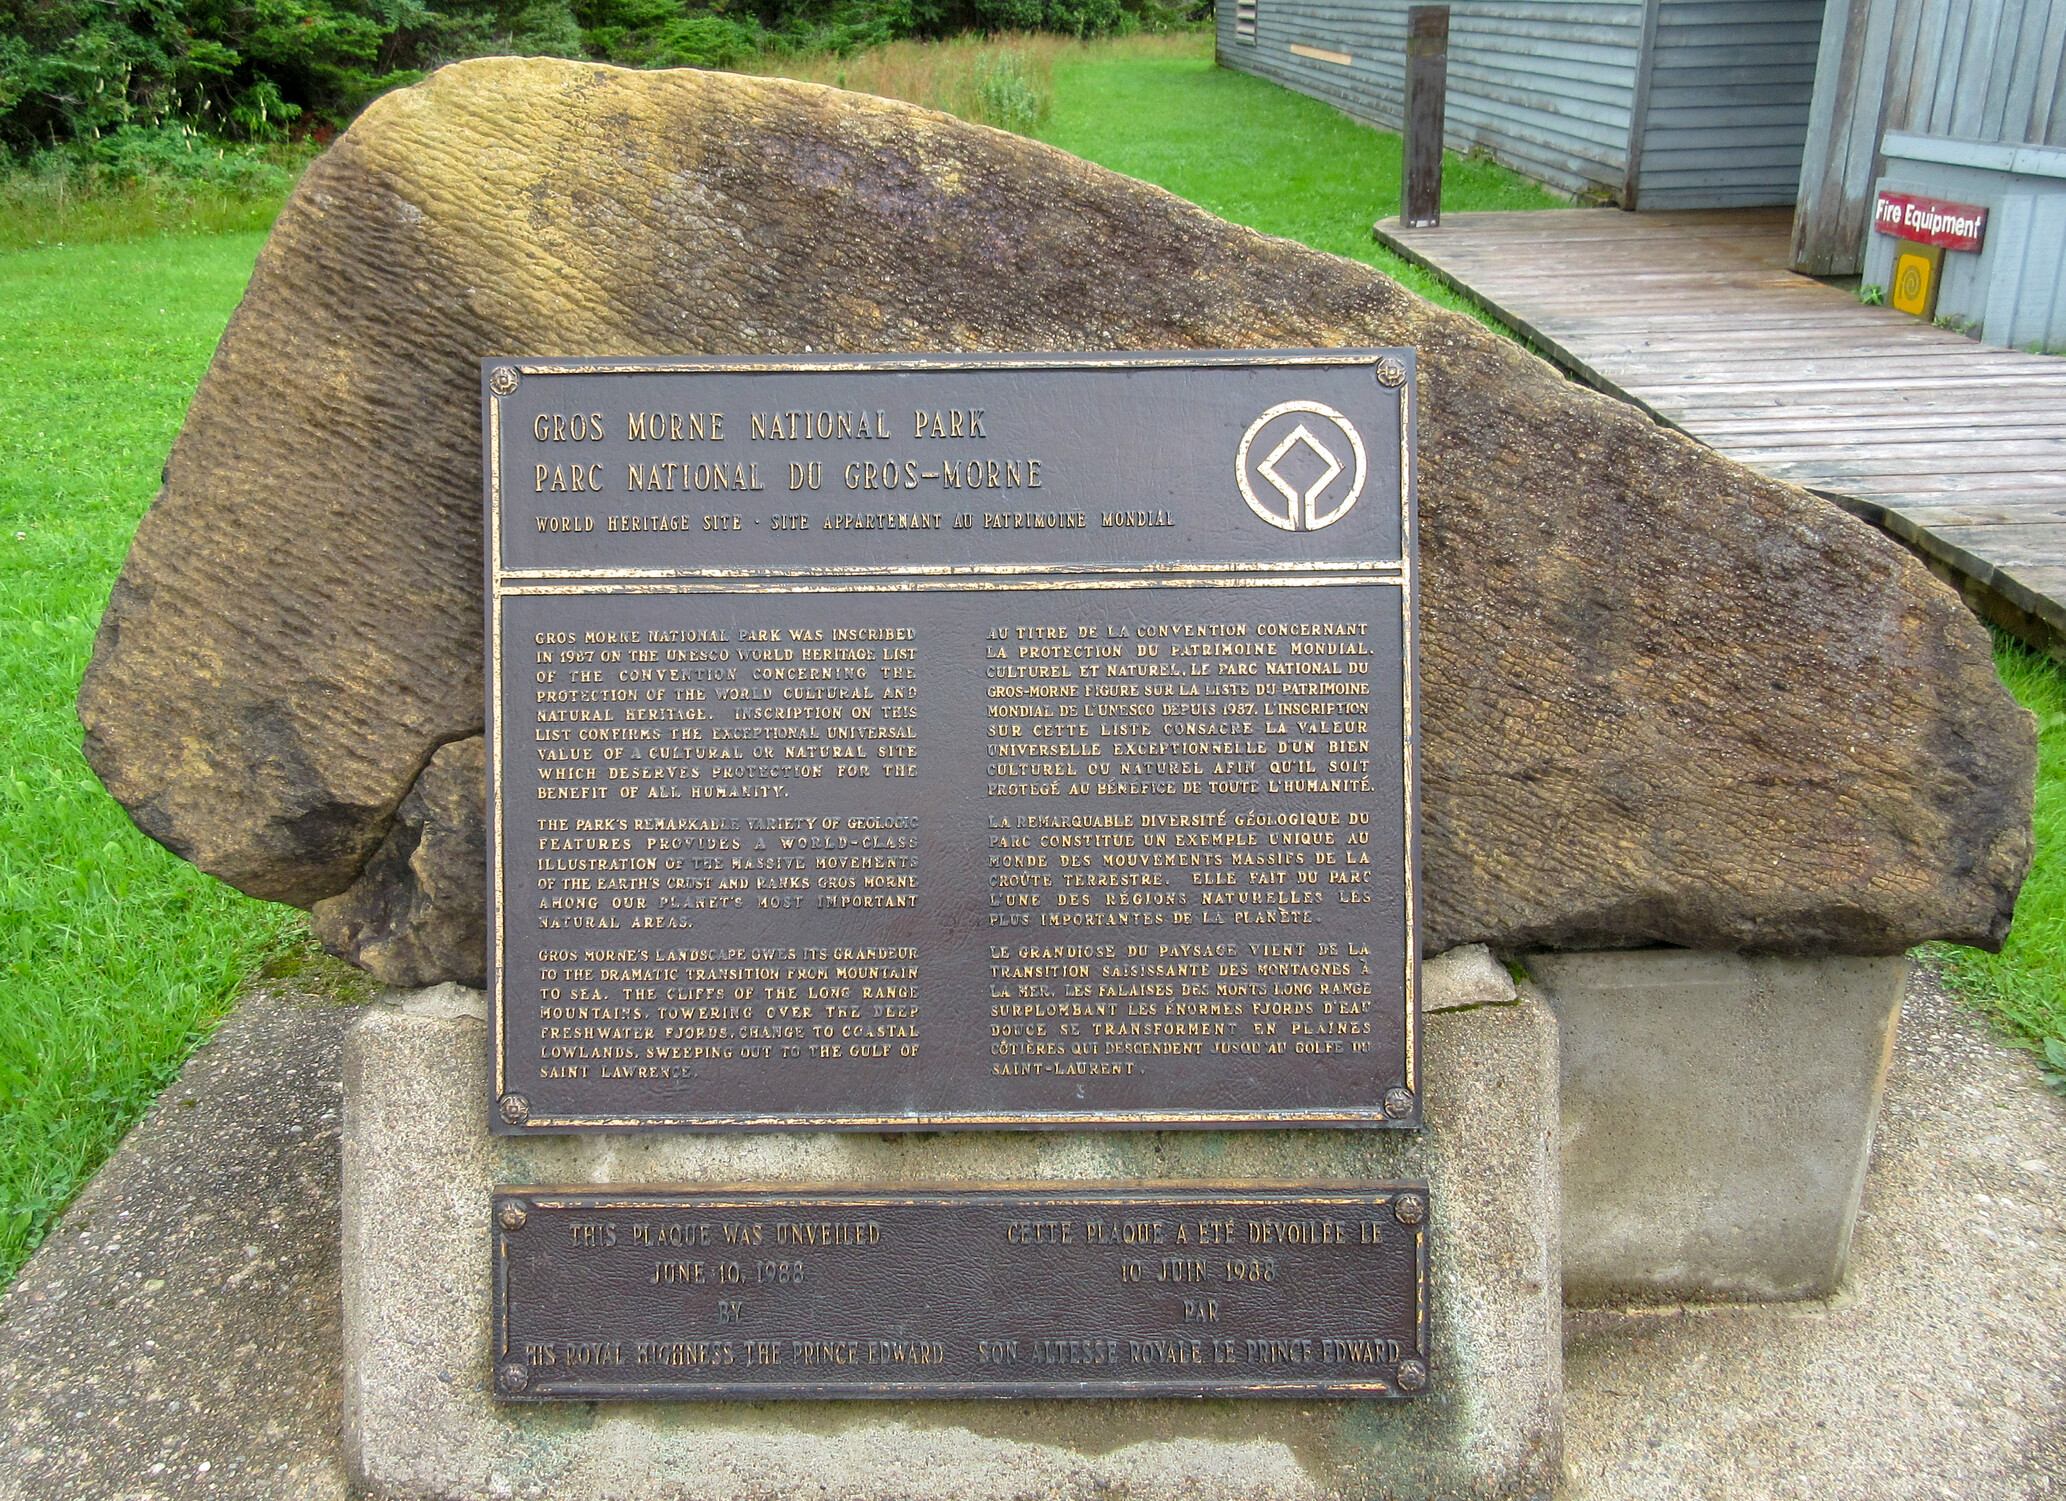 GROS MORNE NATIONAL PARK
PARC NATIONAL DU GROS-MORNE
WORLD HERITAGE SITE · SITE APPARTENANT AU PATRIMOINE MONDIAL
GROS MORNE NATIONAL PARK WAS INSCRIBED
IN 1987 ON THE UNESCO WORLD HERITAGE LIST
OF THE CONVENTION CONCERNING THE
PROTECTION OF THE WORLD CULTURAL AND
NATURAL HERITAGE. INSCRIPTION ON THIS
LIST CONFIRMS THE EXCEPTIONAL UNIVERSAL
VALUE OF A CULTURAL OR NATURAL SITE
WHICH DESERVES PROTECTION FOR THE
BENEFIT OF ALL HUMANITY.
THE PARK'S REMARKABLE VARIETY OF GEOLOGIC
FEATURES PROVIDES A WORLD-CLASS
ILLUSTRATION OF THE MASSIVE MOVEMENTS
OF THE EARTH'S CRUST AND RANKS GROS MORNE
AMONG OUR PLANET'S MOST IMPORTANT
NATURAL AREAS.
GROS MORNE'S LANDSCAPE OWES ITS GRANDEUR
TO THE DRAMATIC TRANSITION FROM MOUNTAIN
TO SEA. THE CLIFFS OF THE LONG RANGE
MOUNTAINS, TOWERING OVER THE DEEP
FRESHWATER FJORDS, CHANGE TO COASTAL
LOWLANDS, SWEEPING OUT TO THE GULF OF
SAINT LAWRENCE.
AU TITRE DE LA CONVENTION CONCERNANT
LA PROTECTION DU PATRIMOINE MONDIAL,
CULTUREL ET NATUREL, LE PARC NATIONAL DU
GROS-MORNE FIGURE SUR LA LISTE DU PATRIMOINE
MONDIAL DE L'UNESCO DEPUIS 1987. L'INSCRIPTION
SUR CETTE LISTE CONSACRE LA VALEUR
UNIVERSELLE EXCEPTIONNELLE D'UN BIEN
CULTUREL OU NATUREL AFIN QU'IL SOIT
PROTÉGÉ AU BÉNÉFICE DE TOUTE L'HUMANITÉ.
LA REMARQUABLE DIVERSITÉ GÉOLOGIQUE DU
PARC CONSTITUE UN EXEMPLE UNIQUE AU
MONDE DES MOUVEMENTS MASSIFS DE LA
CROÛTE TERRESTRE. ELLE FAIT DU PARC
L'UNE DES RÉGIONS NATURELLES LES
PLUS IMPORTANTES DE LA PLANÈTE.
LE GRANDIOSE DU PAYSAGE VIENT DE LA
TRANSITION SAISISSANTE DES MONTAGNES À
LA MER. LES FALAISES DES MONTS LONG RANGE
SURPLOMBANT LES ÉNORMES FJORDS D'EAU
DOUCE SE TRANSFORMENT EN PLAINES
CÔTIÈRES QUI DESCENDENT JUSQU'AU GOLFE DU
SAINT-LAURENT.
THIS PLAQUE WAS UNVEILED
JUNE 10, 1988
BY
HIS ROYAL HIGHNESS THE PRINCE EDWARD
CETTE PLAQUE A ÉTÉ DÉVOILÉE LE
10 JUIN 1988
PAR
SON ALTESSE ROYALE LE PRINCE EDWARD
Fire Equipment